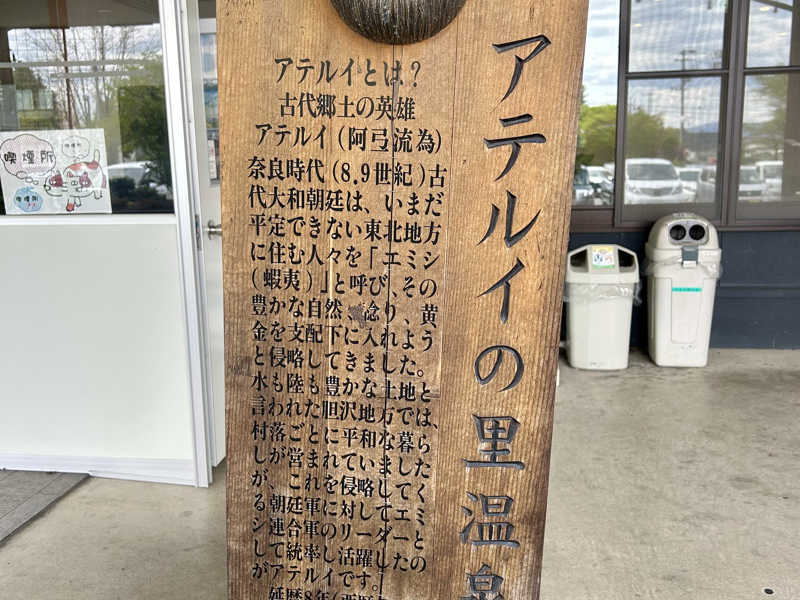 アテルイの里温泉
アテルイとは？
古代郷土の英雄
アテルイ（阿弖流為）
奈良時代（8.9世紀）古
代大和朝廷は、いまだ
平定できない東北地方
に住む人々を「エミシ
（蝦夷）」と呼び、その
豊かな自然、稔り、黄
金を支配下に入れよう
と侵略してきました。
水も陸も豊かな土地と
言われた胆沢地方では、
村落ごとに平和な暮ら
しが営まれていました
が、これを侵略してく
る朝廷軍に対してエミ
シ連合軍のリーダーと
して統率し活躍したの
がアテルイです。
延暦8年(西暦
喫煙所